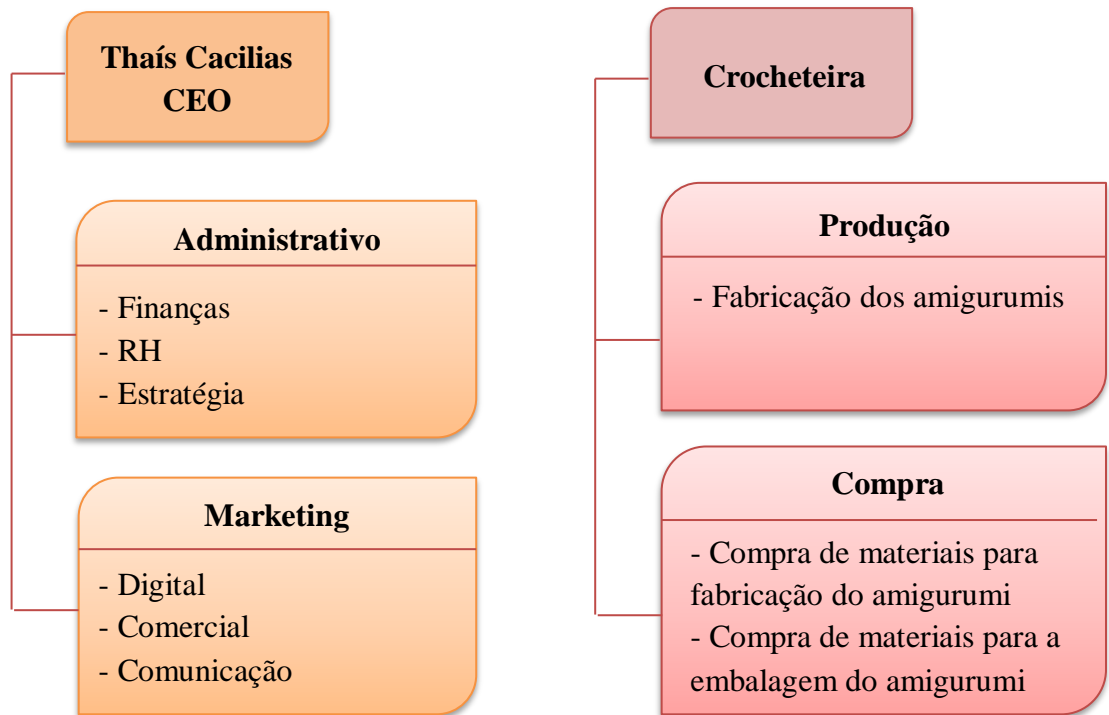 Thaís Cacilias
CEO
Administrativo
- Finanças
- RH
- Estratégia
Marketing
- Digital
- Comercial
- Comunicação
Crocheteira
Produção
- Fabricação dos amigurumis
Compra
- Compra de materiais para
fabricação do amigurumi
- Compra de materiais para a
embalagem do amigurumi